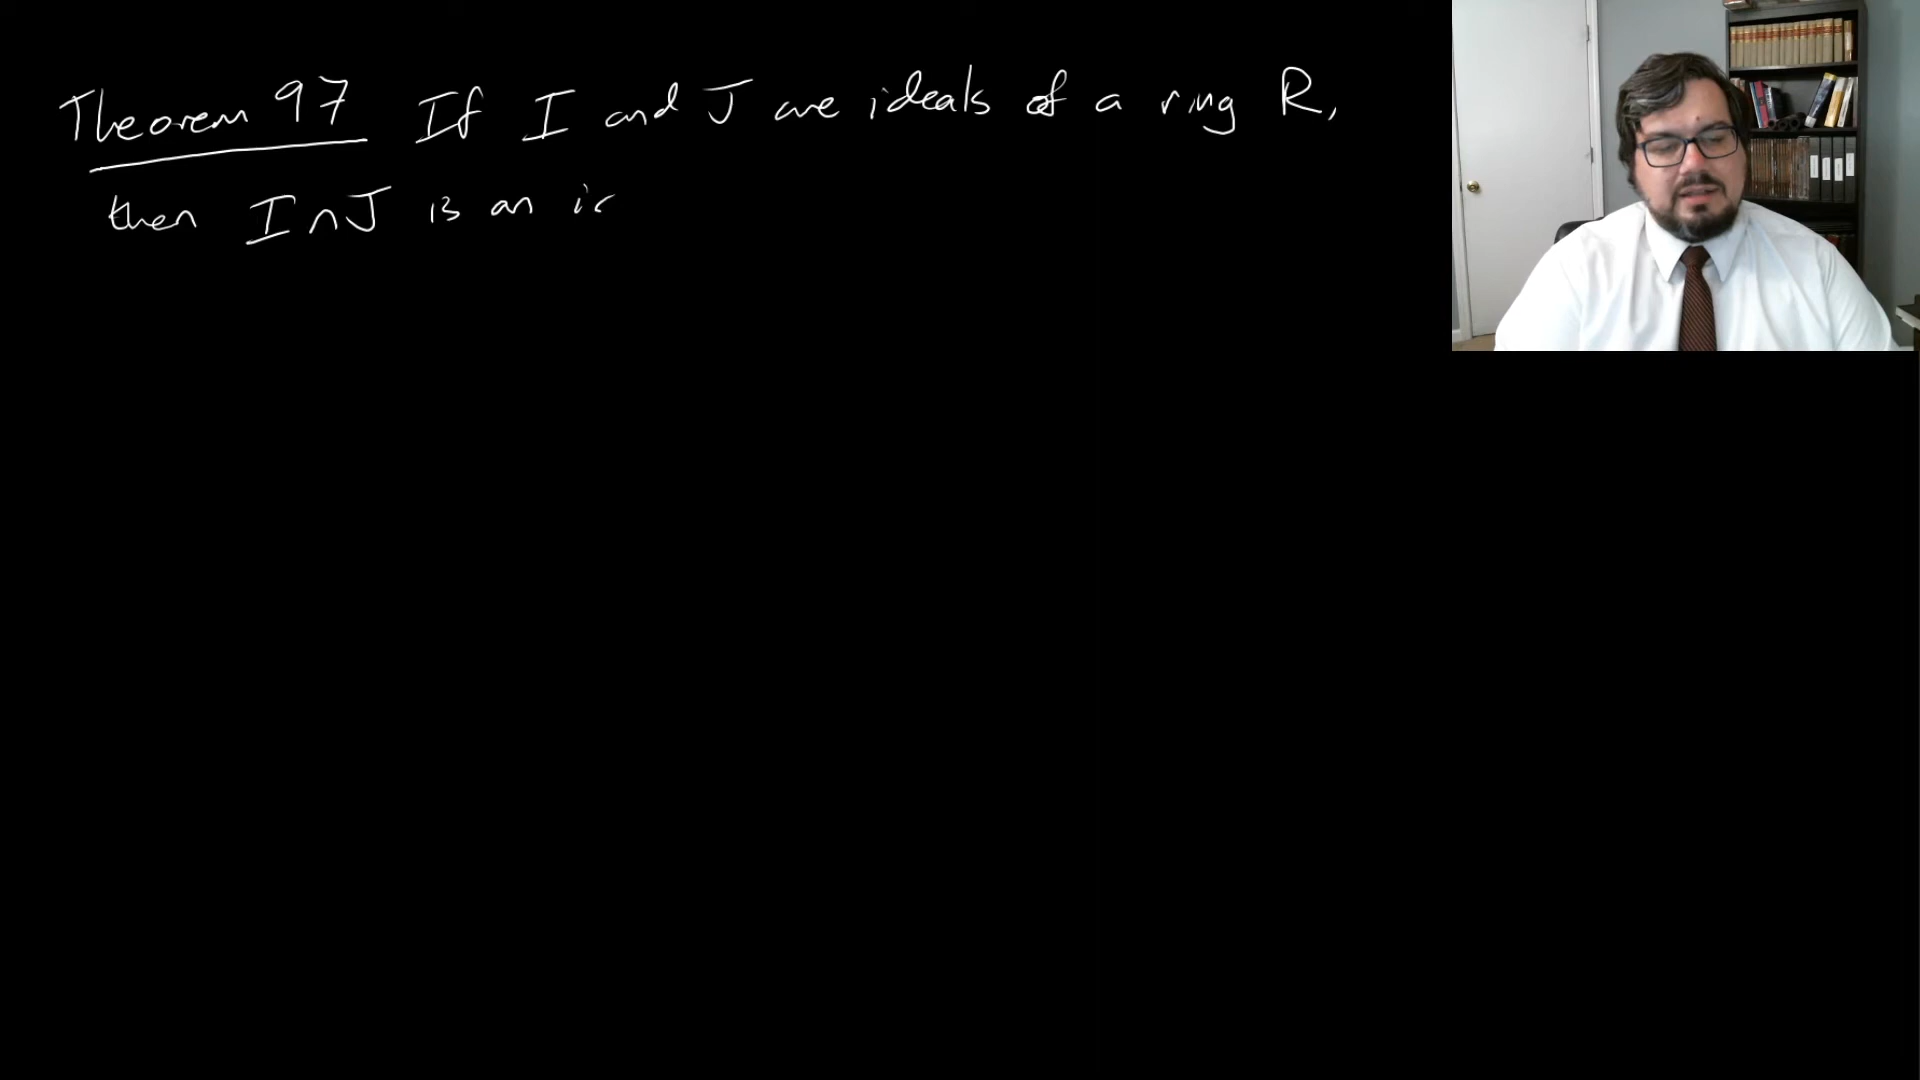 Theorem 97 If I and J are ideals of a ring R,
then I ∩ J is an